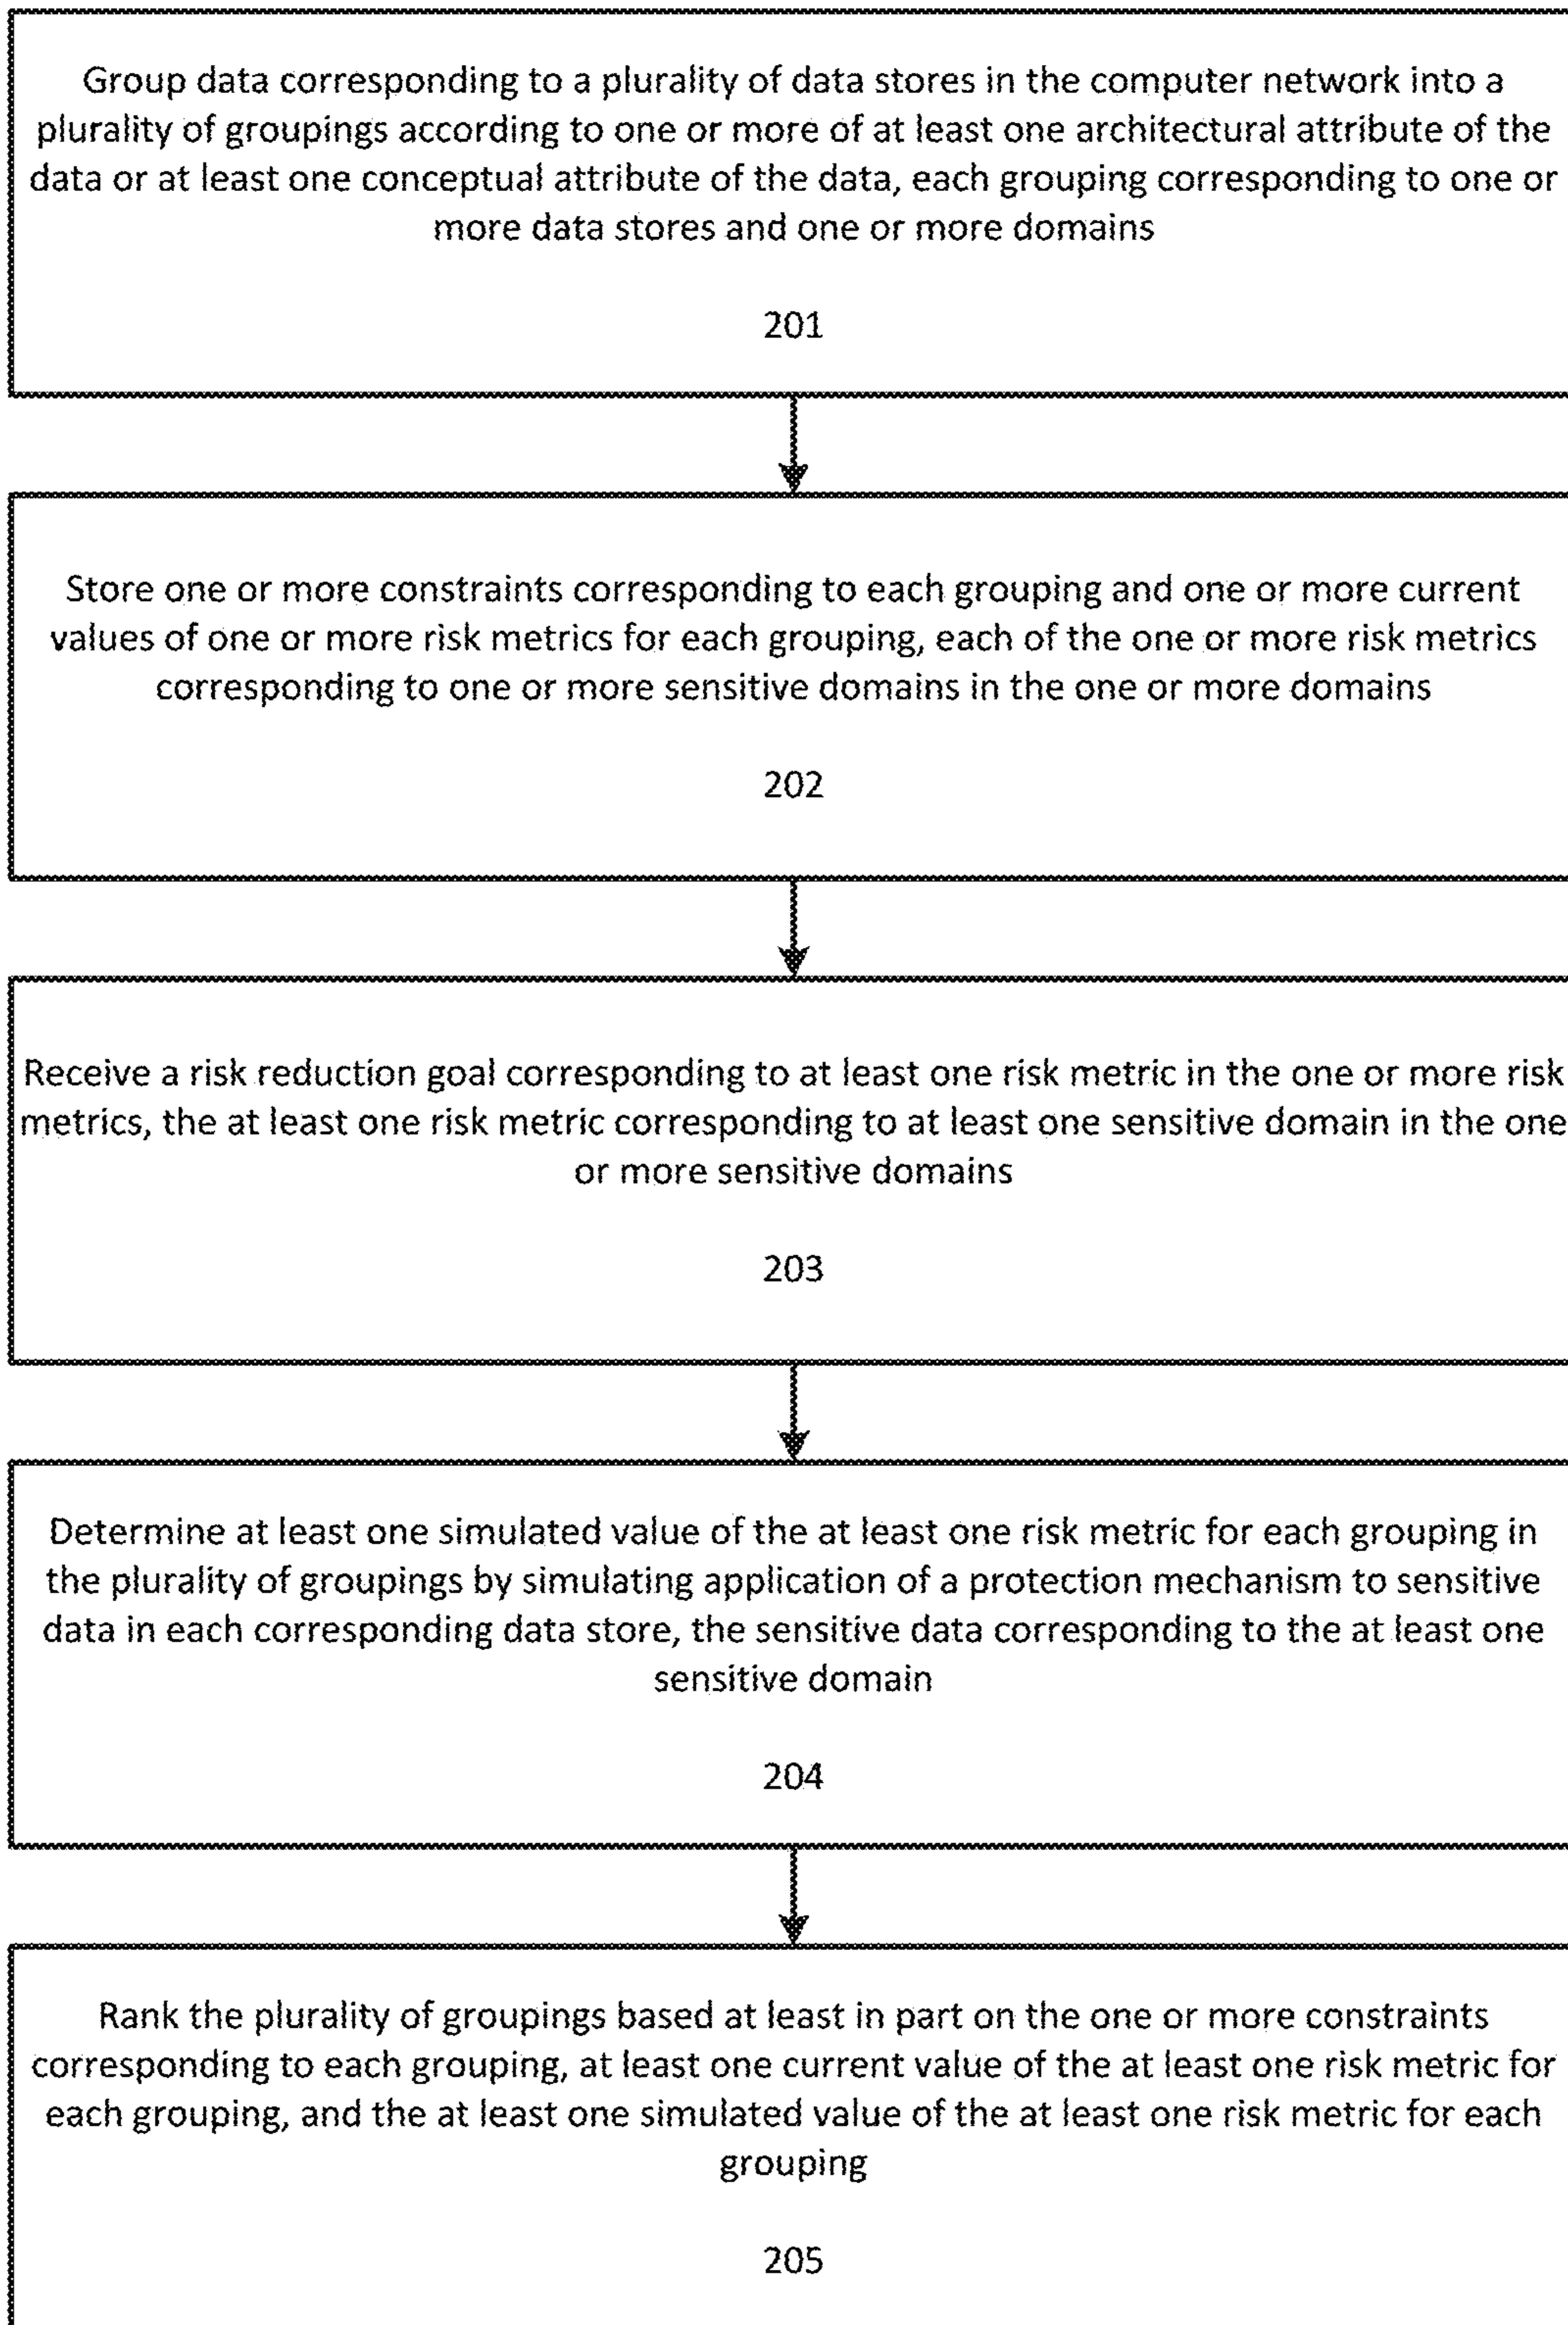 Group data corresponding to a plurality of data stores in the computer network into a
plurality of groupings according to one or more of at least one architectural attribute of the
data or at least one conceptual attribute of the data, each grouping corresponding to one or
more data stores and one or more domains
201
Store one or more constraints corresponding to each grouping and one or more current
values of one or more risk metrics for each grouping, each of the one or more risk metrics
corresponding to one or more sensitive domains in the one or more domains
202
Receive a risk reduction goal corresponding to at least one risk metric in the one or more risk
metrics, the at least one risk metric corresponding to at least one sensitive domain in the one
or more sensitive domains
203
Determine at least one simulated value of the at least one risk metric for each grouping in
the plurality of groupings by simulating application of a protection mechanism to sensitive
data in each corresponding data store, the sensitive data corresponding to the at least one
sensitive domain
204
Rank the plurality of groupings based at least in part on the one or more constraints
corresponding to each grouping, at least one current value of the at least one risk metric for
each grouping, and the at least one simulated value of the at least one risk metric for each
grouping
205